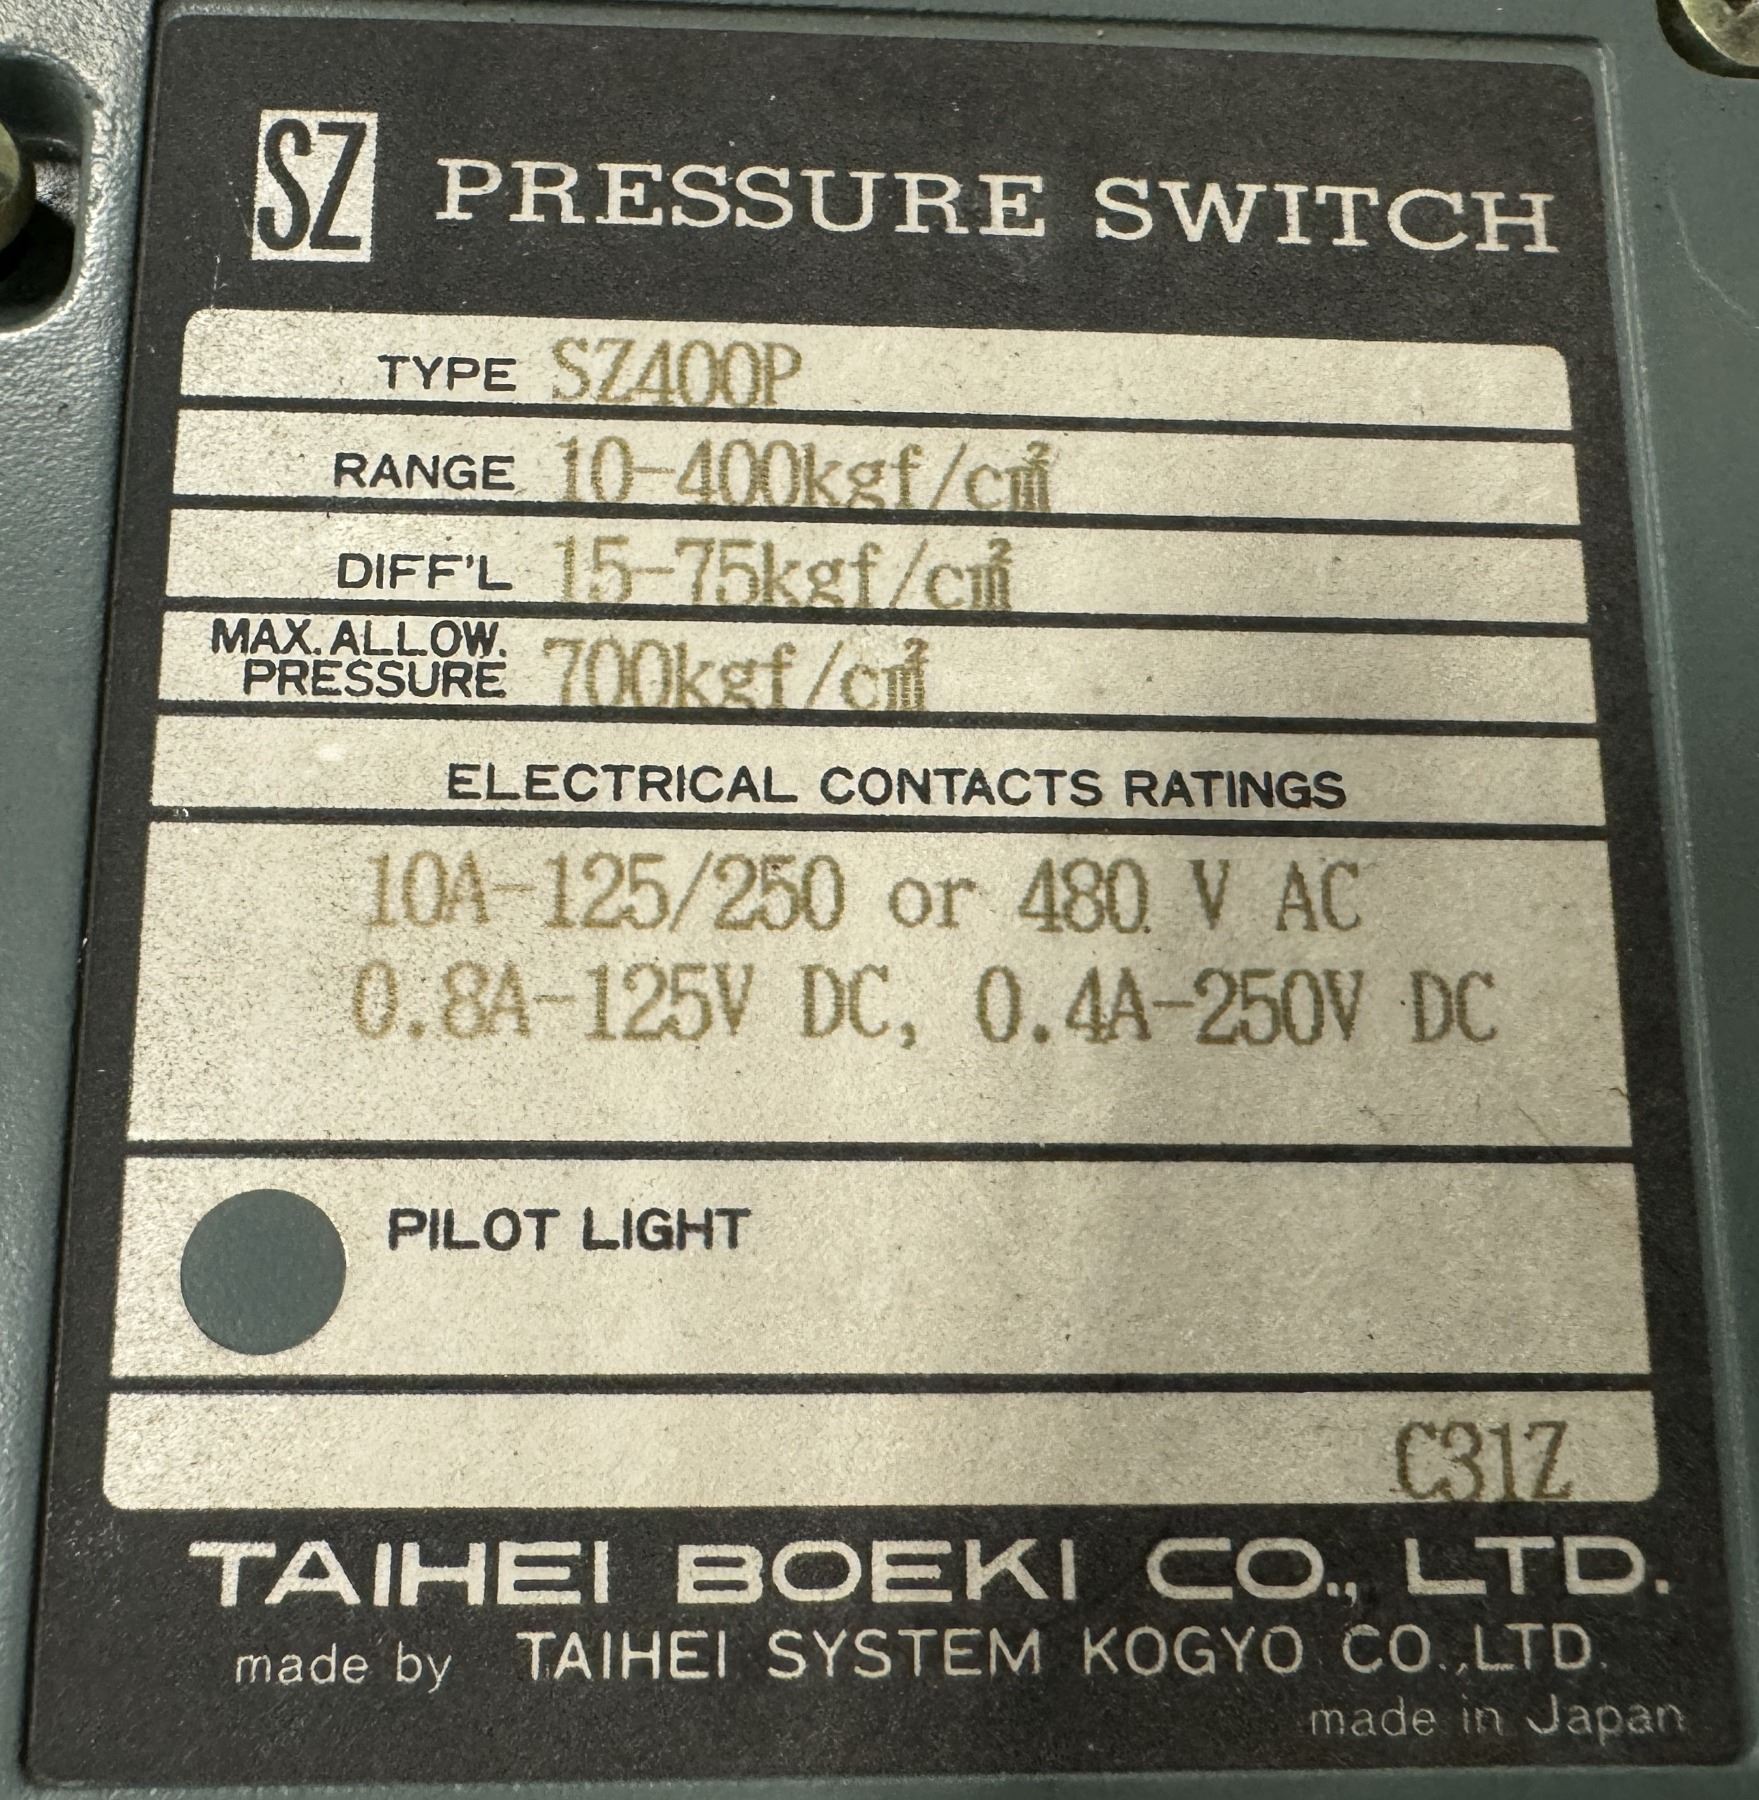 SZ PRESSURE SWITCH
TYPE SZ400P
RANGE 10-400kgf/c㎡
DIFF'L 15-75kgf/c㎡
MAX. ALLOW. PRESSURE 700kgf/c㎡
ELECTRICAL CONTACTS RATINGS
10A-125/250 or 480 V AC
0.8A-125V DC, 0.4A-250V DC
PILOT LIGHT
C31Z
TAIHEI BOEKI CO., LTD.
made by TAIHEI SYSTEM KOGYO CO.,LTD.
made in Japan